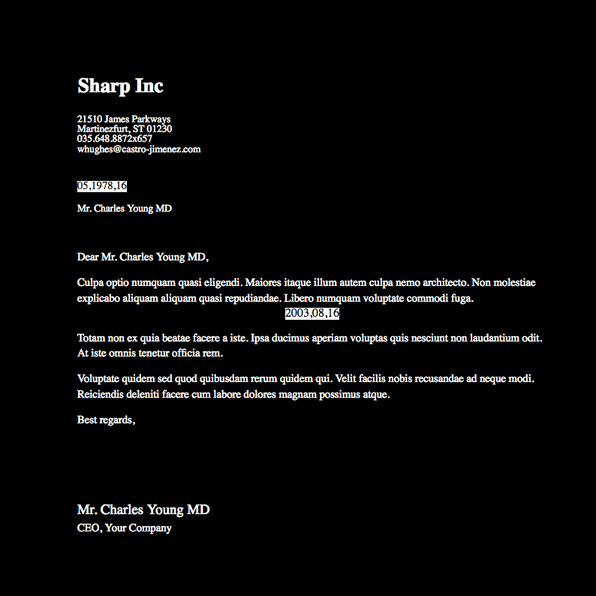 Sharp Inc
21510 James Parkways
Martinezfurt, ST 01230
035.648.8872x657
whughes@castro-jimenez.com
05,1978,16
Mr. Charles Young MD
Dear Mr. Charles Young MD,
Culpa optio numquam quasi eligendi. Maiores itaque illum autem culpa nemo architecto. Non molestiae
explicabo aliquam aliquam quasi repudiandae. Libero numquam voluptate commodi fuga.
2003,08,16
Totam non ex quia beatae facere a iste. Ipsa ducimus aperiam voluptas quis nesciunt non laudantium odit.
At iste omnis tenetur officia rem.
Voluptate quidem sed quod quibusdam rerum quidem qui. Velit facilis nobis recusandae ad neque modi.
Reiciendis deleniti facere cum labore dolores magnam possimus atque.
Best regards,
Mr. Charles Young MD
CEO, Your Company